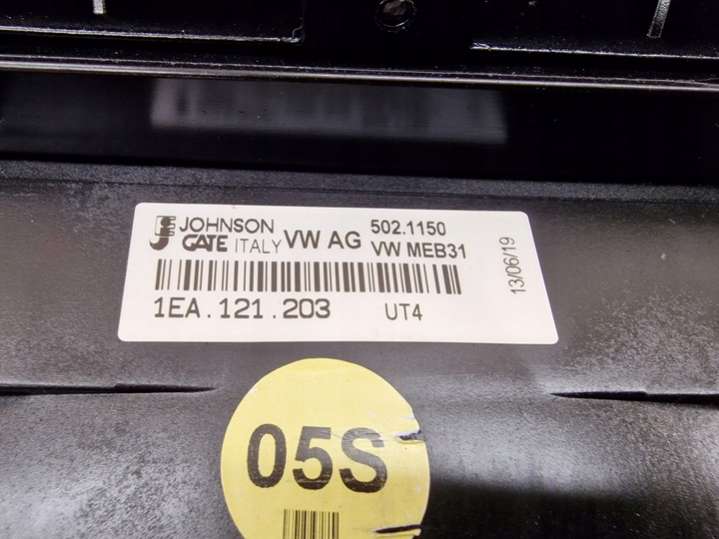 JOHNSON
GATE ITALY VW AG
502.1150
VW MEB31
13/06/19
1EA.121.203 UT4
05S